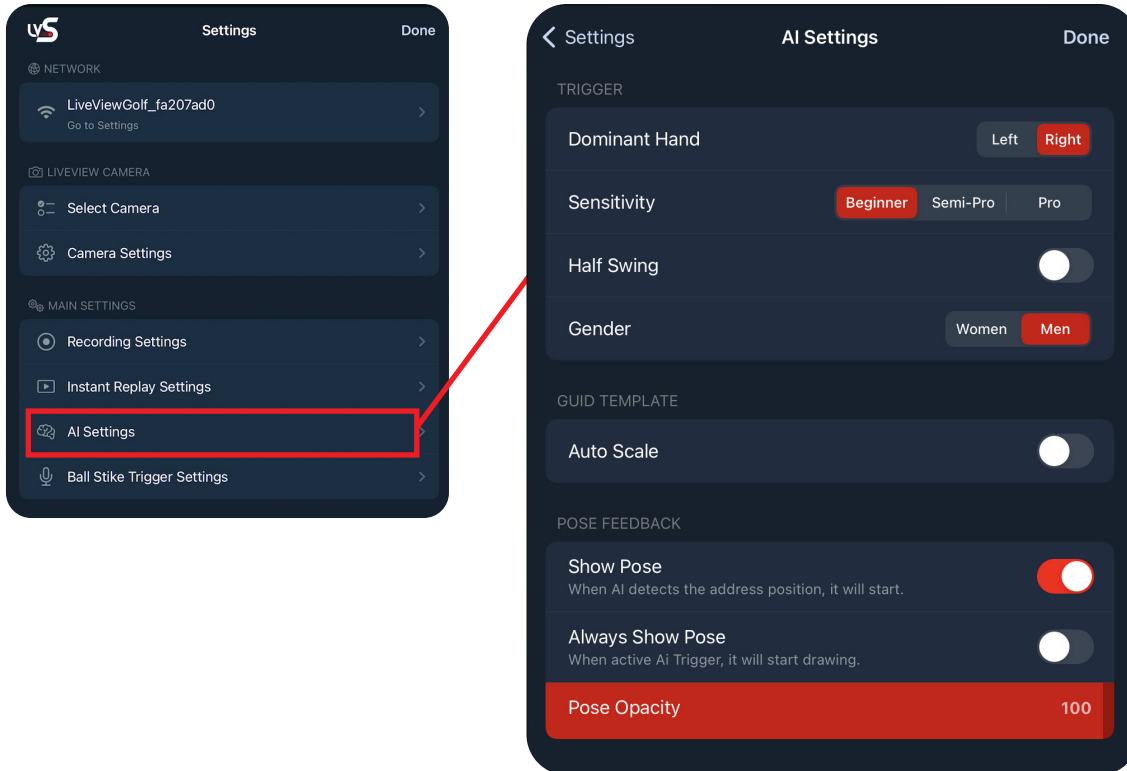 LVS
Settings
Done
NETWORK
LiveViewGolf_fa207ad0
Go to Settings
LIVEVIEW CAMERA
Select Camera
Camera Settings
MAIN SETTINGS
Recording Settings
Instant Replay Settings
AI Settings
Ball Stike Trigger Settings
Settings
AI Settings
Done
TRIGGER
Dominant Hand
Left
Right
Sensitivity
Beginner
Semi-Pro
Pro
Half Swing
Gender
Women
Men
GUID TEMPLATE
Auto Scale
POSE FEEDBACK
Show Pose
When AI detects the address position, it will start.
Always Show Pose
When active Ai Trigger, it will start drawing.
Pose Opacity
100